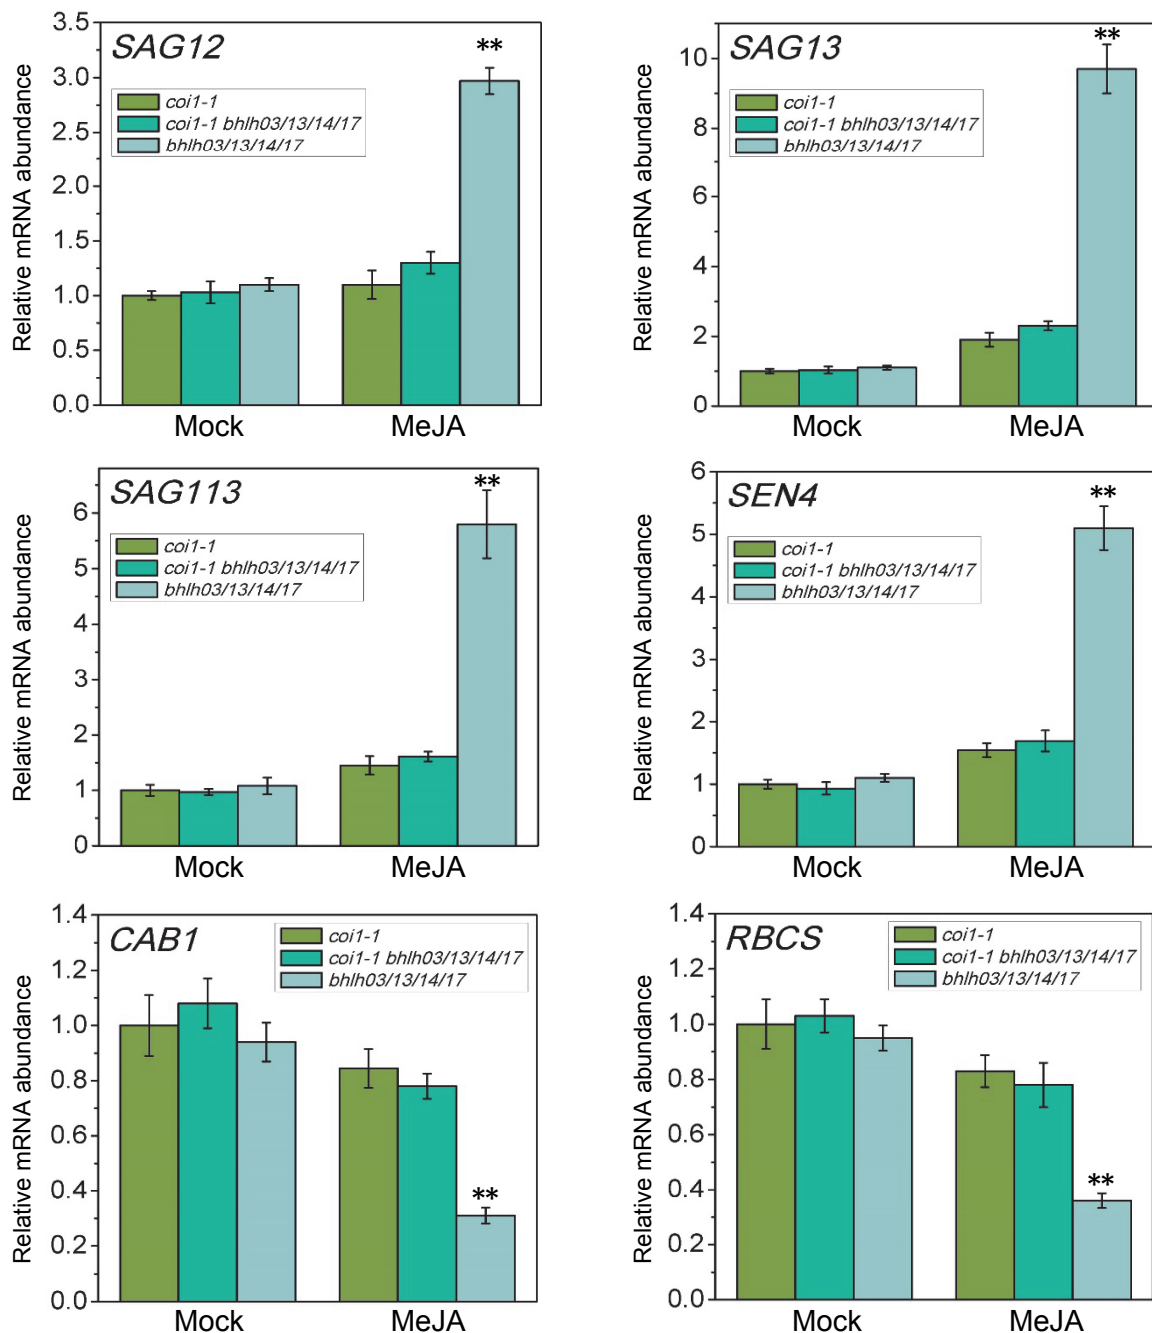 SAG12
Relative mRNA abundance
3.5
3.0
2.5
2.0
1.5
1.0
0.5
0.0
coi1-1
coi1-1 bhlh03/13/14/17
bhlh03/13/14/17
**
Mock
MeJA
SAG13
Relative mRNA abundance
10
8
6
4
2
0
coi1-1
coi1-1 bhlh03/13/14/17
bhlh03/13/14/17
**
Mock
MeJA
SAG113
Relative mRNA abundance
6
5
4
3
2
1
0
coi1-1
coi1-1 bhlh03/13/14/17
bhlh03/13/14/17
**
Mock
MeJA
SEN4
Relative mRNA abundance
6
5
4
3
2
1
0
coi1-1
coi1-1 bhlh03/13/14/17
bhlh03/13/14/17
**
Mock
MeJA
CAB1
Relative mRNA abundance
1.4
1.2
1.0
0.8
0.6
0.4
0.2
0.0
coi1-1
coi1-1 bhlh03/13/14/17
bhlh03/13/14/17
**
Mock
MeJA
RBCS
Relative mRNA abundance
1.4
1.2
1.0
0.8
0.6
0.4
0.2
0.0
coi1-1
coi1-1 bhlh03/13/14/17
bhlh03/13/14/17
**
Mock
MeJA